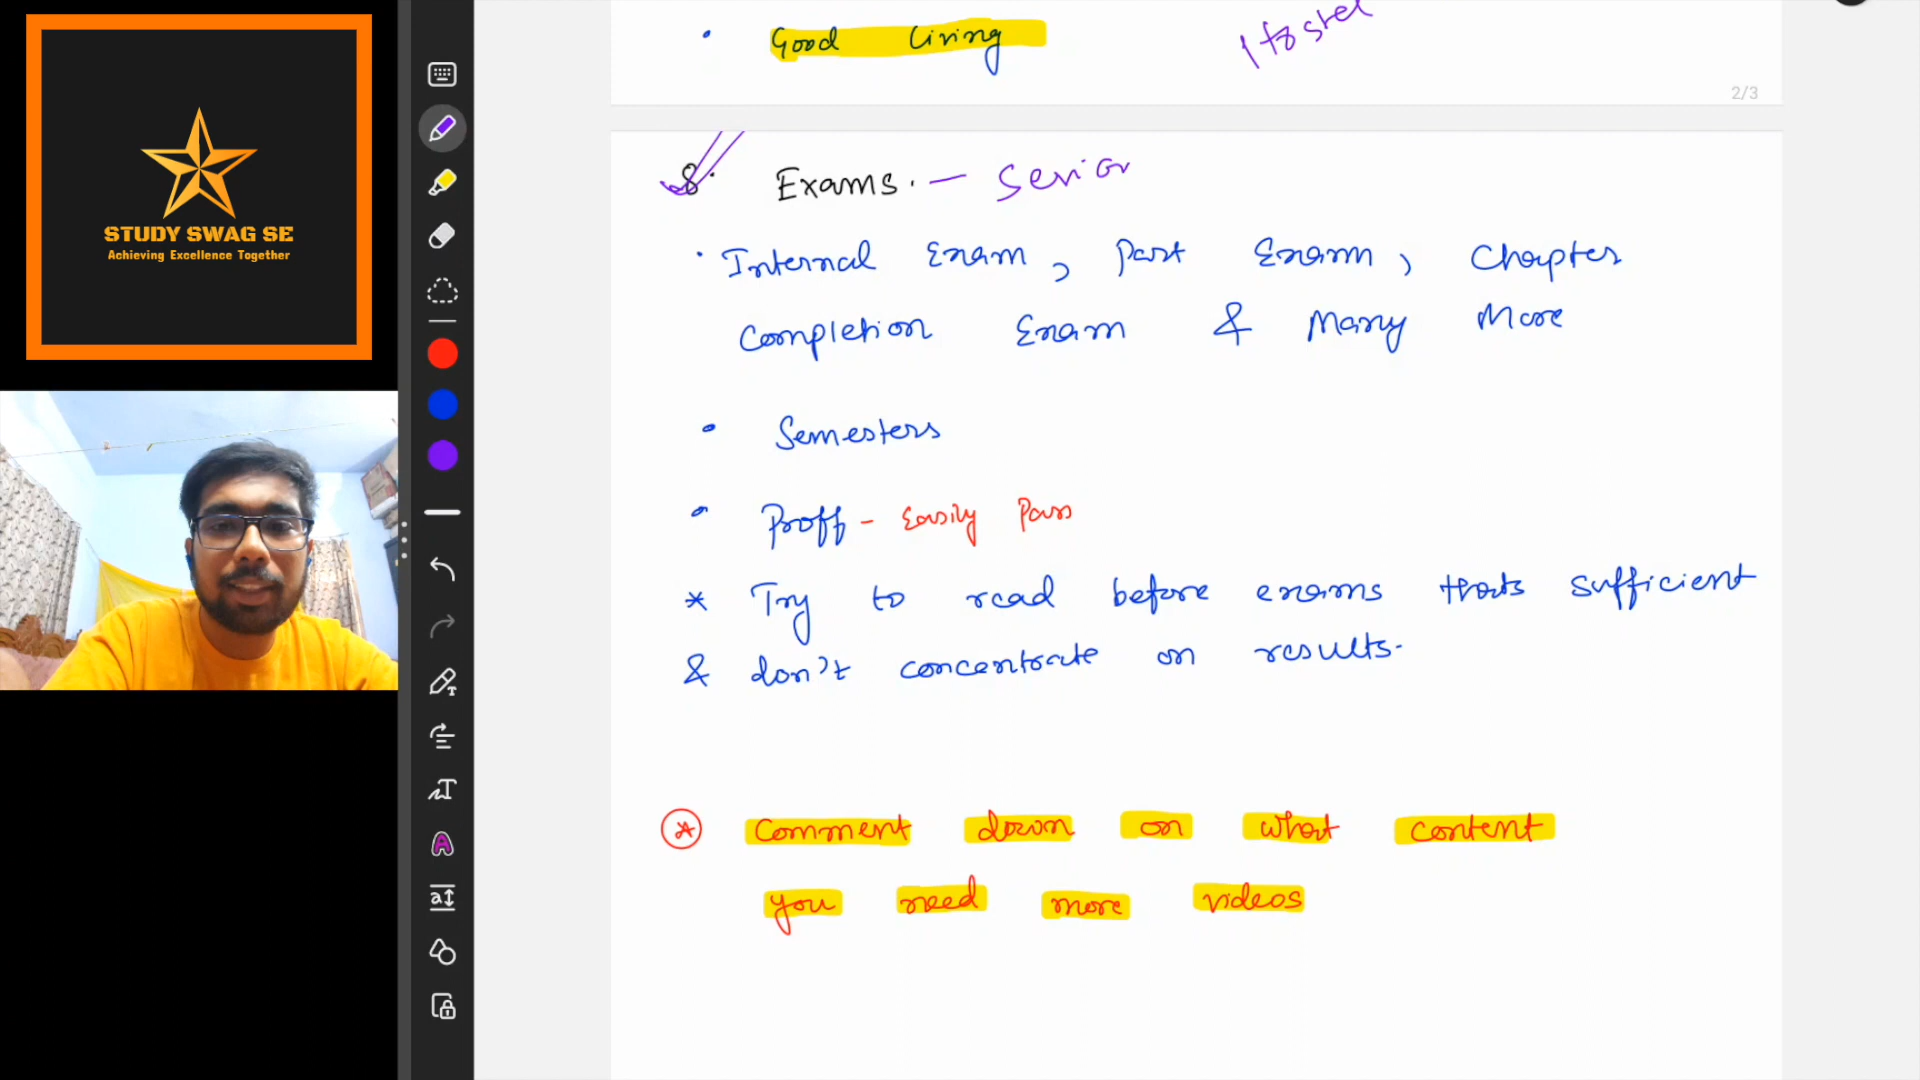 • Good Living
Hostel
2/3
STUDY SWAG SE
Achieving Excellence Together
8. Exams. - Senior
• Internal Exam, Part Exam, Chapter
Completion Exam & Many More
• Semesters
• Proff - Easily Pass
* Try to read before exams thats sufficient
& don't concentrate on results.
* Comment down on what content
you need more videos